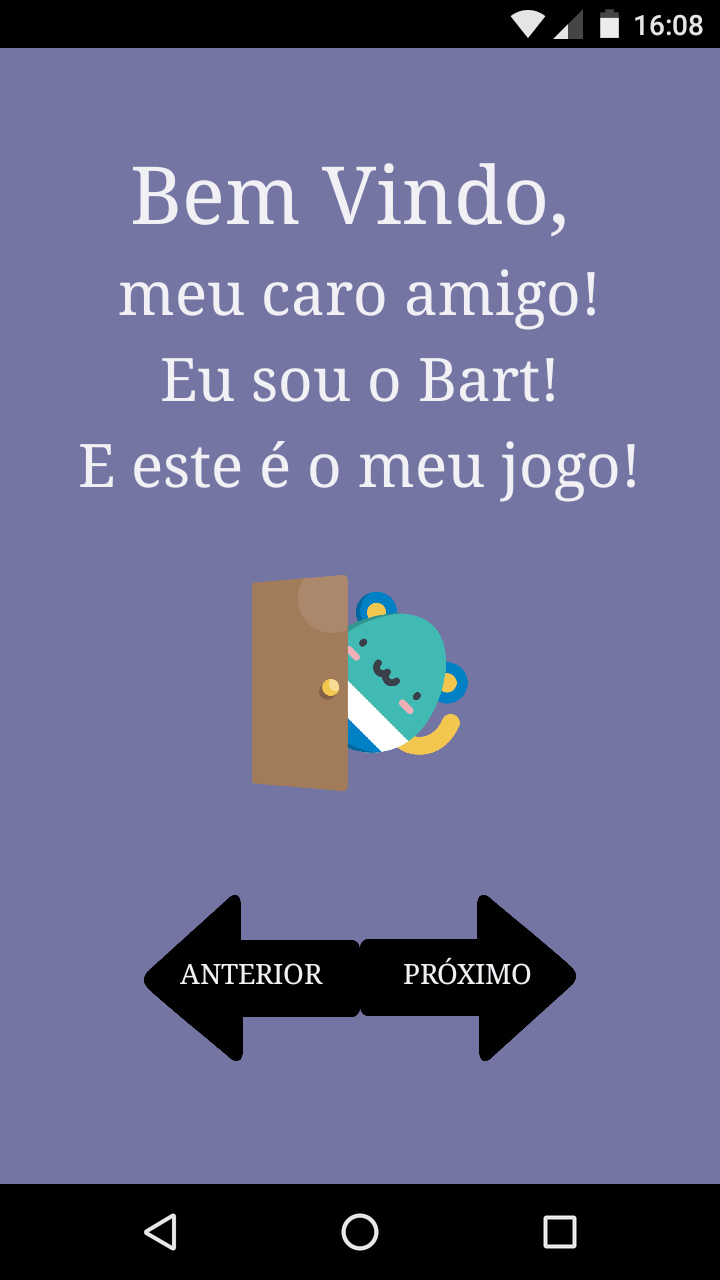 16:08
Bem Vindo,
meu caro amigo!
Eu sou o Bart!
E este é o meu jogo!
ANTERIOR
PRÓXIMO